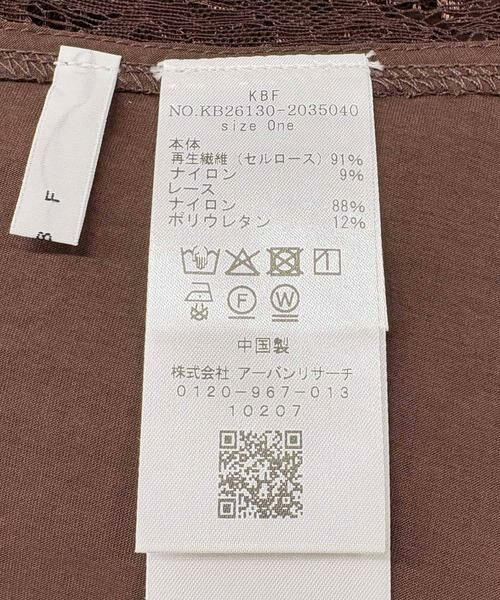 KBF
NO.KB26130-2035040
size One
本体
再生繊維（セルロース） 91%
ナイロン 9%
レース
ナイロン 88%
ポリウレタン 12%
F W
中国製
株式会社 アーバンリサーチ
0120-967-013
10207